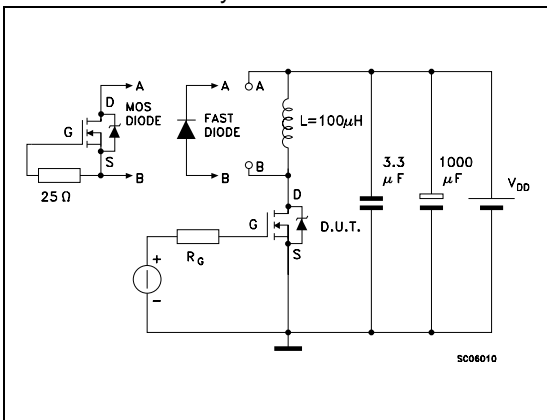 A
D
MOS
DIODE
G
S
B
25 Ω
A
FAST
DIODE
B
A
L=100μH
B
D
G
D.U.T.
S
R_G
+
−
3.3
μF
1000
μF
V_DD
SC06010